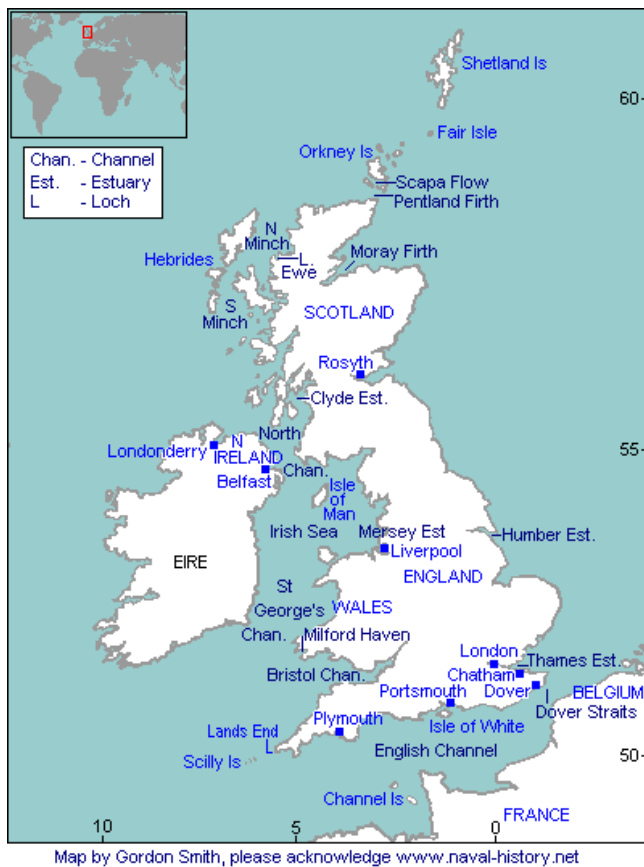 Shetland Is
60
Fair Isle
Orkney Is
Chan. - Channel
Est. - Estuary
L - Loch
Scapa Flow
Pentland Firth
N
Minch
Moray Firth
Hebrides
L.
Ewe
S
Minch
SCOTLAND
Rosyth
Clyde Est.
North
Chan.
Londonderry
N
IRELAND
Belfast
55
Isle
of
Man
Irish Sea
Mersey Est
Humber Est.
Liverpool
EIRE
ENGLAND
St
George's
Chan.
WALES
Milford Haven
London
Thames Est.
Bristol Chan.
Chatham
Portsmouth
Dover
BELGIUM
Dover Straits
Plymouth
Isle of White
Lands End
L
English Channel
50
Scilly Is
Channel Is
FRANCE
10
5
0
Map by Gordon Smith, please acknowledge www.naval-history.net